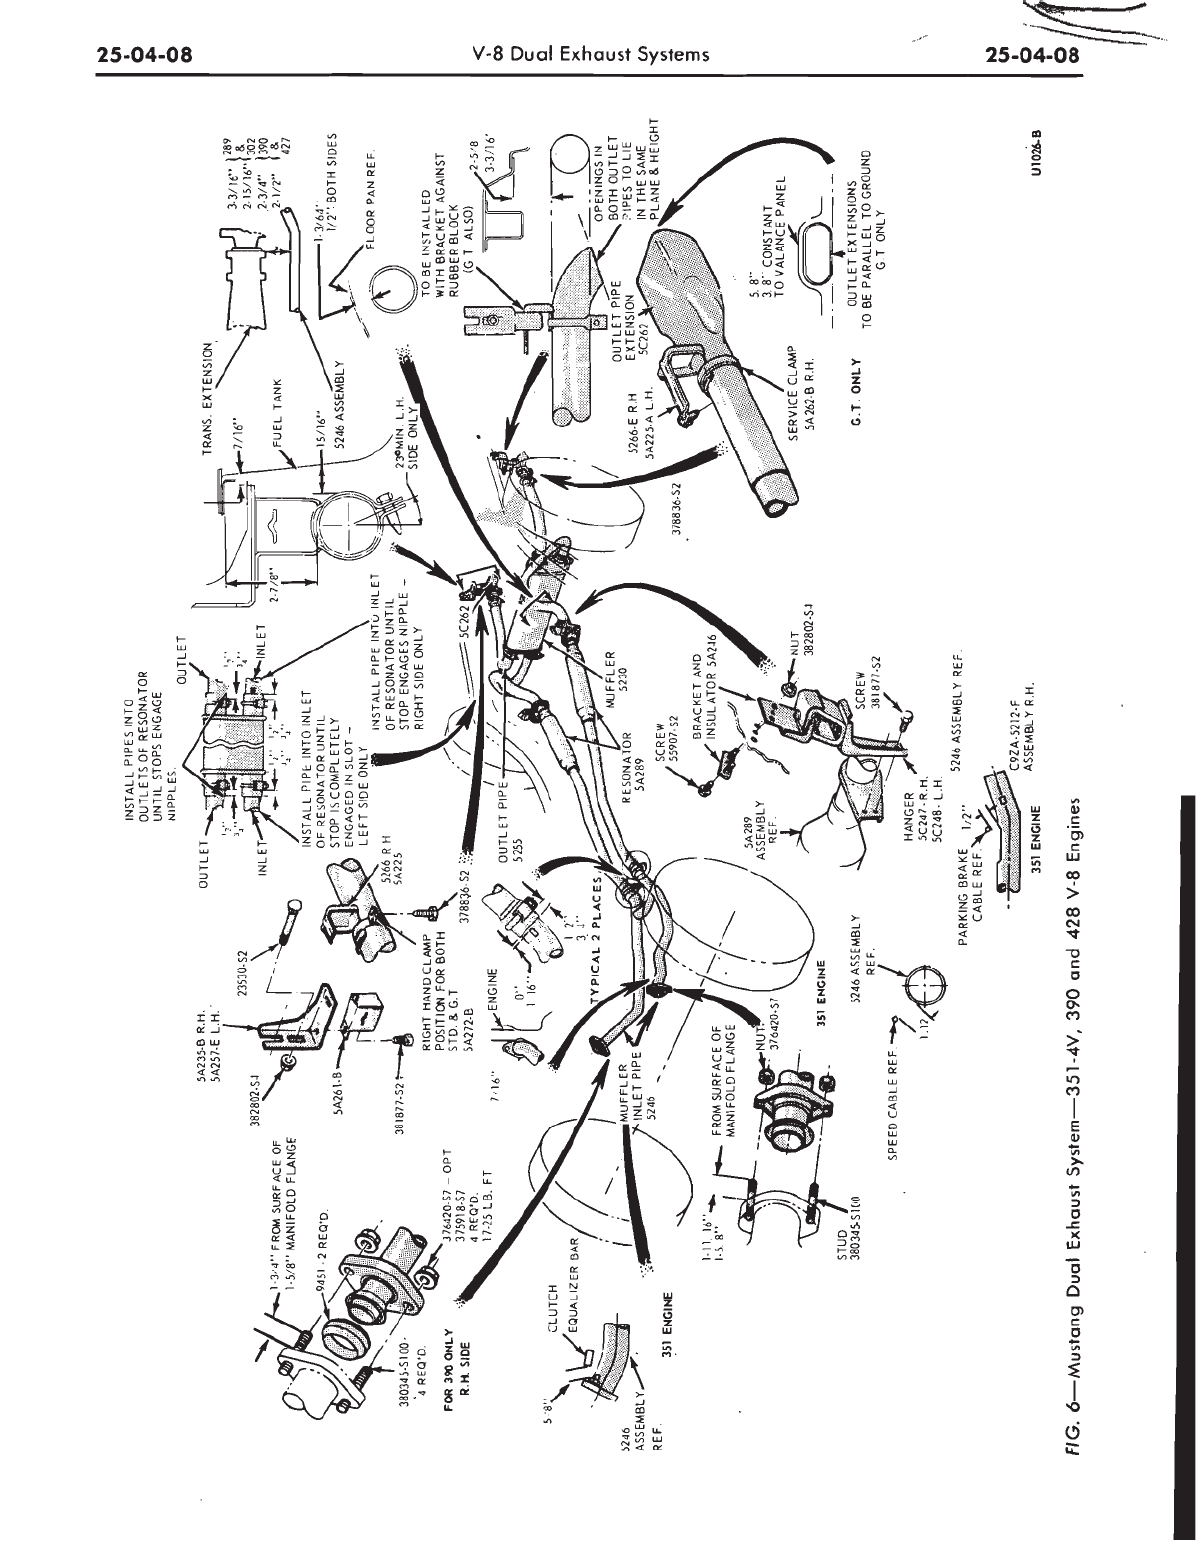 25-04-08
V-8 Dual Exhaust Systems
25-04-08
INSTALL PIPES INTO
OUTLETS OF RESONATOR
UNTIL STOPS ENGAGE
NIPPLES.
OUTLET
OUTLET
INLET
INLET
INSTALL PIPE INTO INLET
OF RESONATOR UNTIL
STOP IS COMPLETELY
ENGAGED IN SLOT -
LEFT SIDE ONLY
INSTALL PIPE INTO INLET
OF RESONATOR UNTIL
STOP ENGAGES NIPPLE -
RIGHT SIDE ONLY
TRANS. EXTENSION
7/16"
FUEL TANK
15/16"
5246 ASSEMBLY
2-7/8"
23° MIN. L.H.
SIDE ONLY
3-3/16" } 289
2-15/16" } & 302
2-3/4" } 390
2-1/2" } & 427
1-3/64"
1/2" BOTH SIDES
FLOOR PAN REF.
TO BE INSTALLED
WITH BRACKET AGAINST
RUBBER BLOCK
(G T ALSO)
2-5/8
3-3/16'
OPENINGS IN
BOTH OUTLET
PIPES TO LIE
IN THE SAME
PLANE & HEIGHT
OUTLET PIPE
EXTENSION
5C262
5266-E R.H
5A225-A L.H.
SERVICE CLAMP
5A262-B R.H.
5. 8"
3. 8" CONSTANT
TO VALANCE PANEL
OUTLET EXTENSIONS
TO BE PARALLEL TO GROUND
G.T ONLY
G.T. ONLY
U1026-B
378836-S2
5C262
5A235-B R.H.
5A257-E L.H.
23530-S2
382802-S4
5A261-B
381877-S2
5266 R H
5A225
378836-S2
RIGHT HAND CLAMP
POSITION FOR BOTH
STD. & G.T
5A272-B
OUTLET PIPE
5255
MUFFLER
5230
RESONATOR
5A289
SCREW
55907-S2
BRACKET AND
INSULATOR 5A246
NUT
382802-S4
SCREW
381877-S2
5A289
ASSEMBLY
REF.
HANGER
5C247 - R.H.
5C248 - L.H.
ENGINE
7/16"
0"
1 16"
TYPICAL 2 PLACES
MUFFLER
INLET PIPE
5246
1-3/4" FROM SURFACE OF
1-5/8" MANIFOLD FLANGE
9451 - 2 REQ'D.
376420-S7 - OPT
375918-S7
4 REQ'D.
17-25 LB. FT
380345-S100 -
4 REQ'D.
FOR 390 ONLY
R.H. SIDE
CLUTCH
EQUALIZER BAR
5/8"
5246
ASSEMBLY
REF.
351 ENGINE
FROM SURFACE OF
MANIFOLD FLANGE
NUT-
376420-S7
1-11. 16"
1-5. 8"
STUD
380345-S100
351 ENGINE
5246 ASSEMBLY
REF.
SPEED CABLE REF.
5246 ASSEMBLY REF.
C9ZA-5212-F
ASSEMBLY R.H.
PARKING BRAKE
CABLE REF.
1/2"
351 ENGINE
FIG. 6—Mustang Dual Exhaust System—351-4V, 390 and 428 V-8 Engines